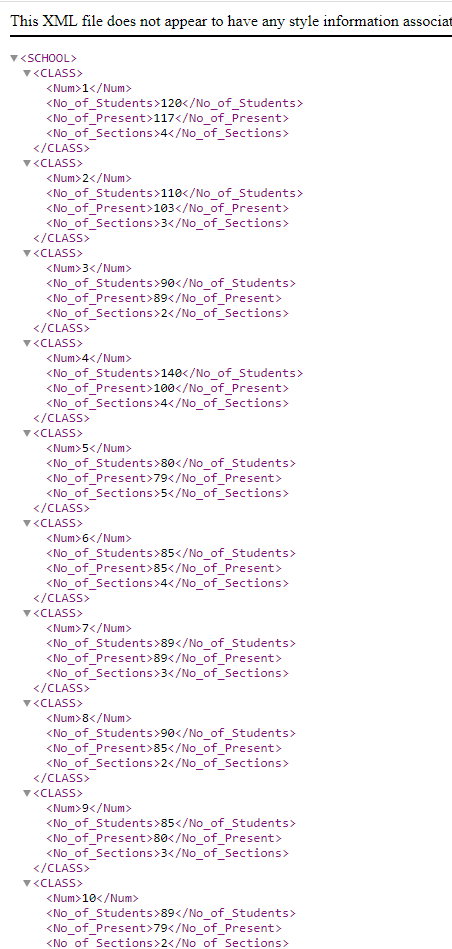 This XML file does not appear to have any style information
<SCHOOL>
<CLASS>
<Num>1</Num>
<No_of_Students>120</No_of_Students>
<No_of_Present>117</No_of_Present>
<No_of_Sections>4</No_of_Sections>
</CLASS>
<CLASS>
<Num>2</Num>
<No_of_Students>110</No_of_Students>
<No_of_Present>103</No_of_Present>
<No_of_Sections>3</No_of_Sections>
</CLASS>
<CLASS>
<Num>3</Num>
<No_of_Students>90</No_of_Students>
<No_of_Present>89</No_of_Present>
<No_of_Sections>2</No_of_Sections>
</CLASS>
<CLASS>
<Num>4</Num>
<No_of_Students>140</No_of_Students>
<No_of_Present>100</No_of_Present>
<No_of_Sections>4</No_of_Sections>
</CLASS>
<CLASS>
<Num>5</Num>
<No_of_Students>80</No_of_Students>
<No_of_Present>79</No_of_Present>
<No_of_Sections>5</No_of_Sections>
</CLASS>
<CLASS>
<Num>6</Num>
<No_of_Students>85</No_of_Students>
<No_of_Present>85</No_of_Present>
<No_of_Sections>4</No_of_Sections>
</CLASS>
<CLASS>
<Num>7</Num>
<No_of_Students>89</No_of_Students>
<No_of_Present>89</No_of_Present>
<No_of_Sections>3</No_of_Sections>
</CLASS>
<CLASS>
<Num>8</Num>
<No_of_Students>90</No_of_Students>
<No_of_Present>85</No_of_Present>
<No_of_Sections>2</No_of_Sections>
</CLASS>
<CLASS>
<Num>9</Num>
<No_of_Students>85</No_of_Students>
<No_of_Present>80</No_of_Present>
<No_of_Sections>3</No_of_Sections>
</CLASS>
<CLASS>
<Num>10</Num>
<No_of_Students>89</No_of_Students>
<No_of_Present>79</No_of_Present>
<No_of_Sections>2</No_of_Sections>